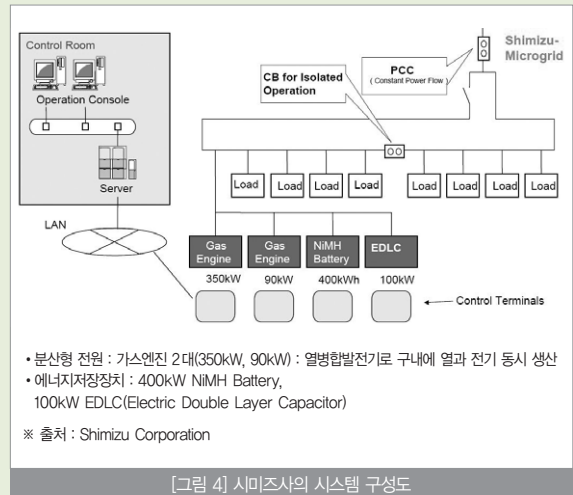 Control Room
Operation Console
Server
LAN
CB for Isolated
Operation
PCC
( Constant Power Flow )
Shimizu-
Microgrid
Load Load Load Load Load Load Load Load
Gas
Engine
Gas
Engine
NiMH
Battery
EDLC
350kW 90kW 400kWh 100kW
Control Terminals
• 분산형 전원 : 가스엔진 2대(350kW, 90kW) : 열병합발전기로 구내에 열과 전기 동시 생산
• 에너지저장장치 : 400kW NiMH Battery,
100kW EDLC(Electric Double Layer Capacitor)
※ 출처 : Shimizu Corporation
[그림 4] 시미즈사의 시스템 구성도